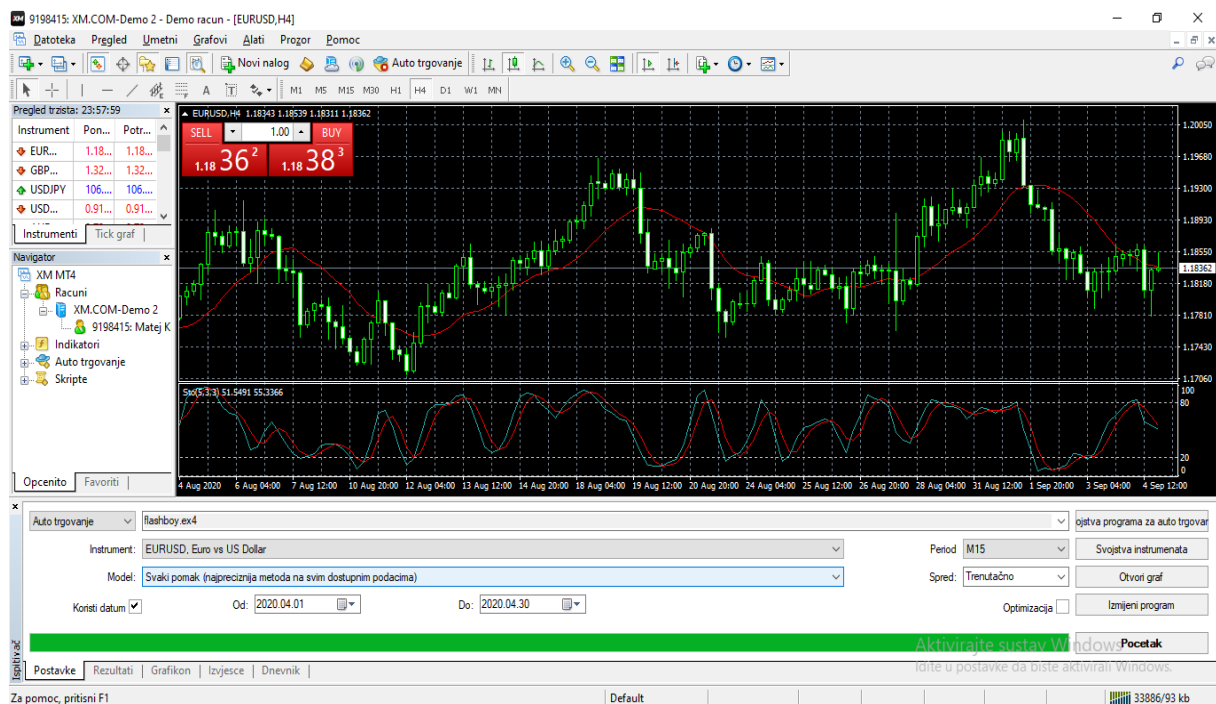 9198415: XM.COM-Demo 2 - Demo racun - [EURUSD,H4]
Datoteka Pregled Umetni Grafovi Alati Prozor Pomoc
Novi nalog Auto trgovanje
A T M1 M5 M15 M30 H1 H4 D1 W1 MN
Pregled trzista: 23:57:59
Instrument Pon... Potr...
EUR... 1.18... 1.18...
GBP... 1.32... 1.32...
USDJPY 106.... 106....
USD... 0.91... 0.91...
Instrumenti Tick graf
Navigator
XM MT4
Racuni
XM.COM-Demo 2
9198415: Matej K
Indikatori
Auto trgovanje
Skripte
Opcenito Favoriti
EURUSD,H4 1.18343 1.18539 1.18311 1.18362
SELL 1.00 BUY
1.18 36 2 1.18 38 3
1.20050
1.19680
1.19300
1.18930
1.18550
1.18362
1.18180
1.17810
1.17430
1.17060
Sto(5,3,3) 51.5491 55.3366
100
80
20
0
4 Aug 2020 6 Aug 04:00 7 Aug 12:00 10 Aug 20:00 12 Aug 04:00 13 Aug 12:00 14 Aug 20:00 18 Aug 04:00 19 Aug 12:00 20 Aug 20:00 24 Aug 04:00 25 Aug 12:00 26 Aug 20:00 28 Aug 04:00 31 Aug 12:00 1 Sep 20:00 3 Sep 04:00 4 Sep 12:00
Auto trgovanje flashboy.ex4 ojstva programa za auto trgovar
Instrument: EURUSD, Euro vs US Dollar Period M15 Svojstva instrumenata
Model: Svaki pomak (najpreciznija metoda na svim dostupnim podacima) Spred: Trenutačno Otvori graf
Koristi datum Od: 2020.04.01 Do: 2020.04.30 Optimizacija Izmijeni program
Aktivirajte sustav Windows
Pocetak
Idite u postavke da biste aktivirali Windows.
Ispitivač
Postavke Rezultati Grafikon Izvjesce Dnevnik
Za pomoc, pritisni F1 Default 33886/93 kb